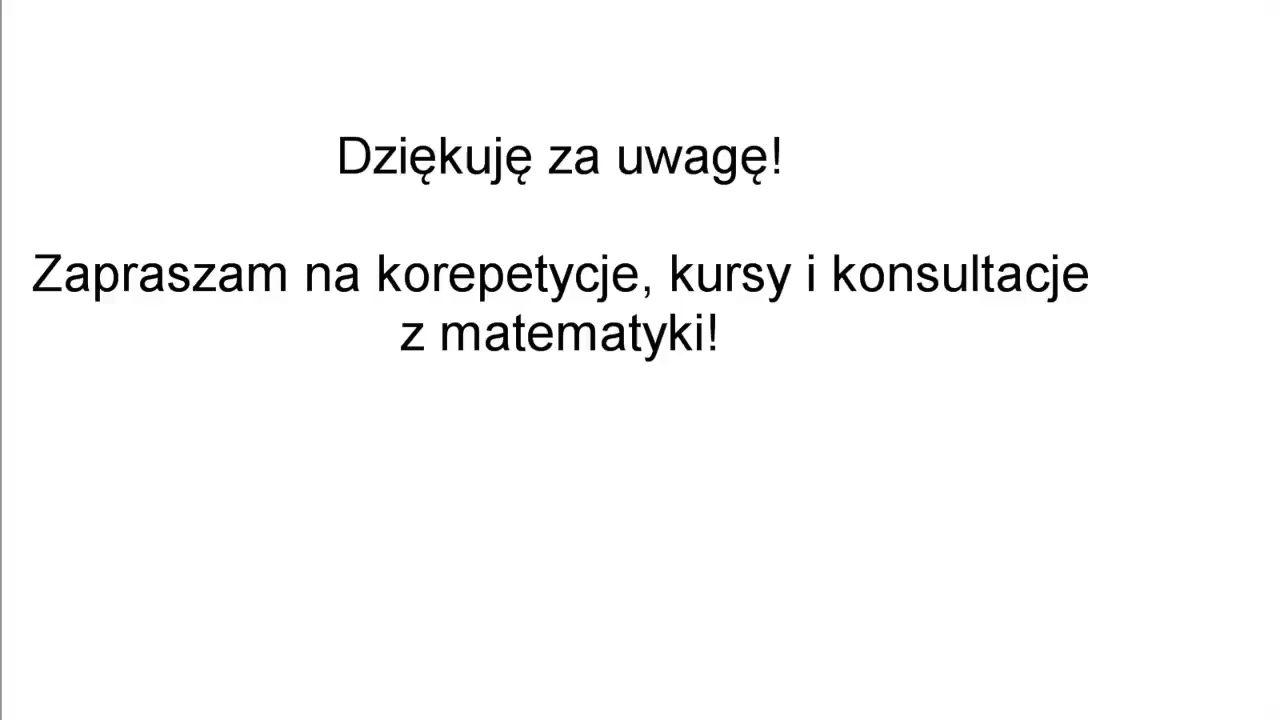 Dziękuję za uwagę!
Zapraszam na korepetycje, kursy i konsultacje
z matematyki!